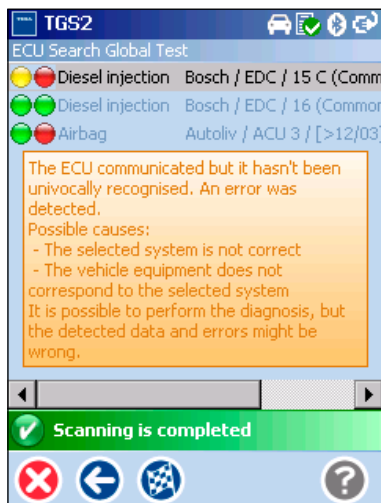 TEXA TGS2
ECU Search Global Test
Diesel injection Bosch / EDC / 15 C (Comm
Diesel injection Bosch / EDC / 16 (Common
Airbag Autoliv / ACU 3 / [>12/03]
The ECU communicated but it hasn't been
univocally recognised. An error was
detected.
Possible causes:
- The selected system is not correct
- The vehicle equipment does not
correspond to the selected system
It is possible to perform the diagnosis, but
the detected data and errors might be
wrong.
Scanning is completed